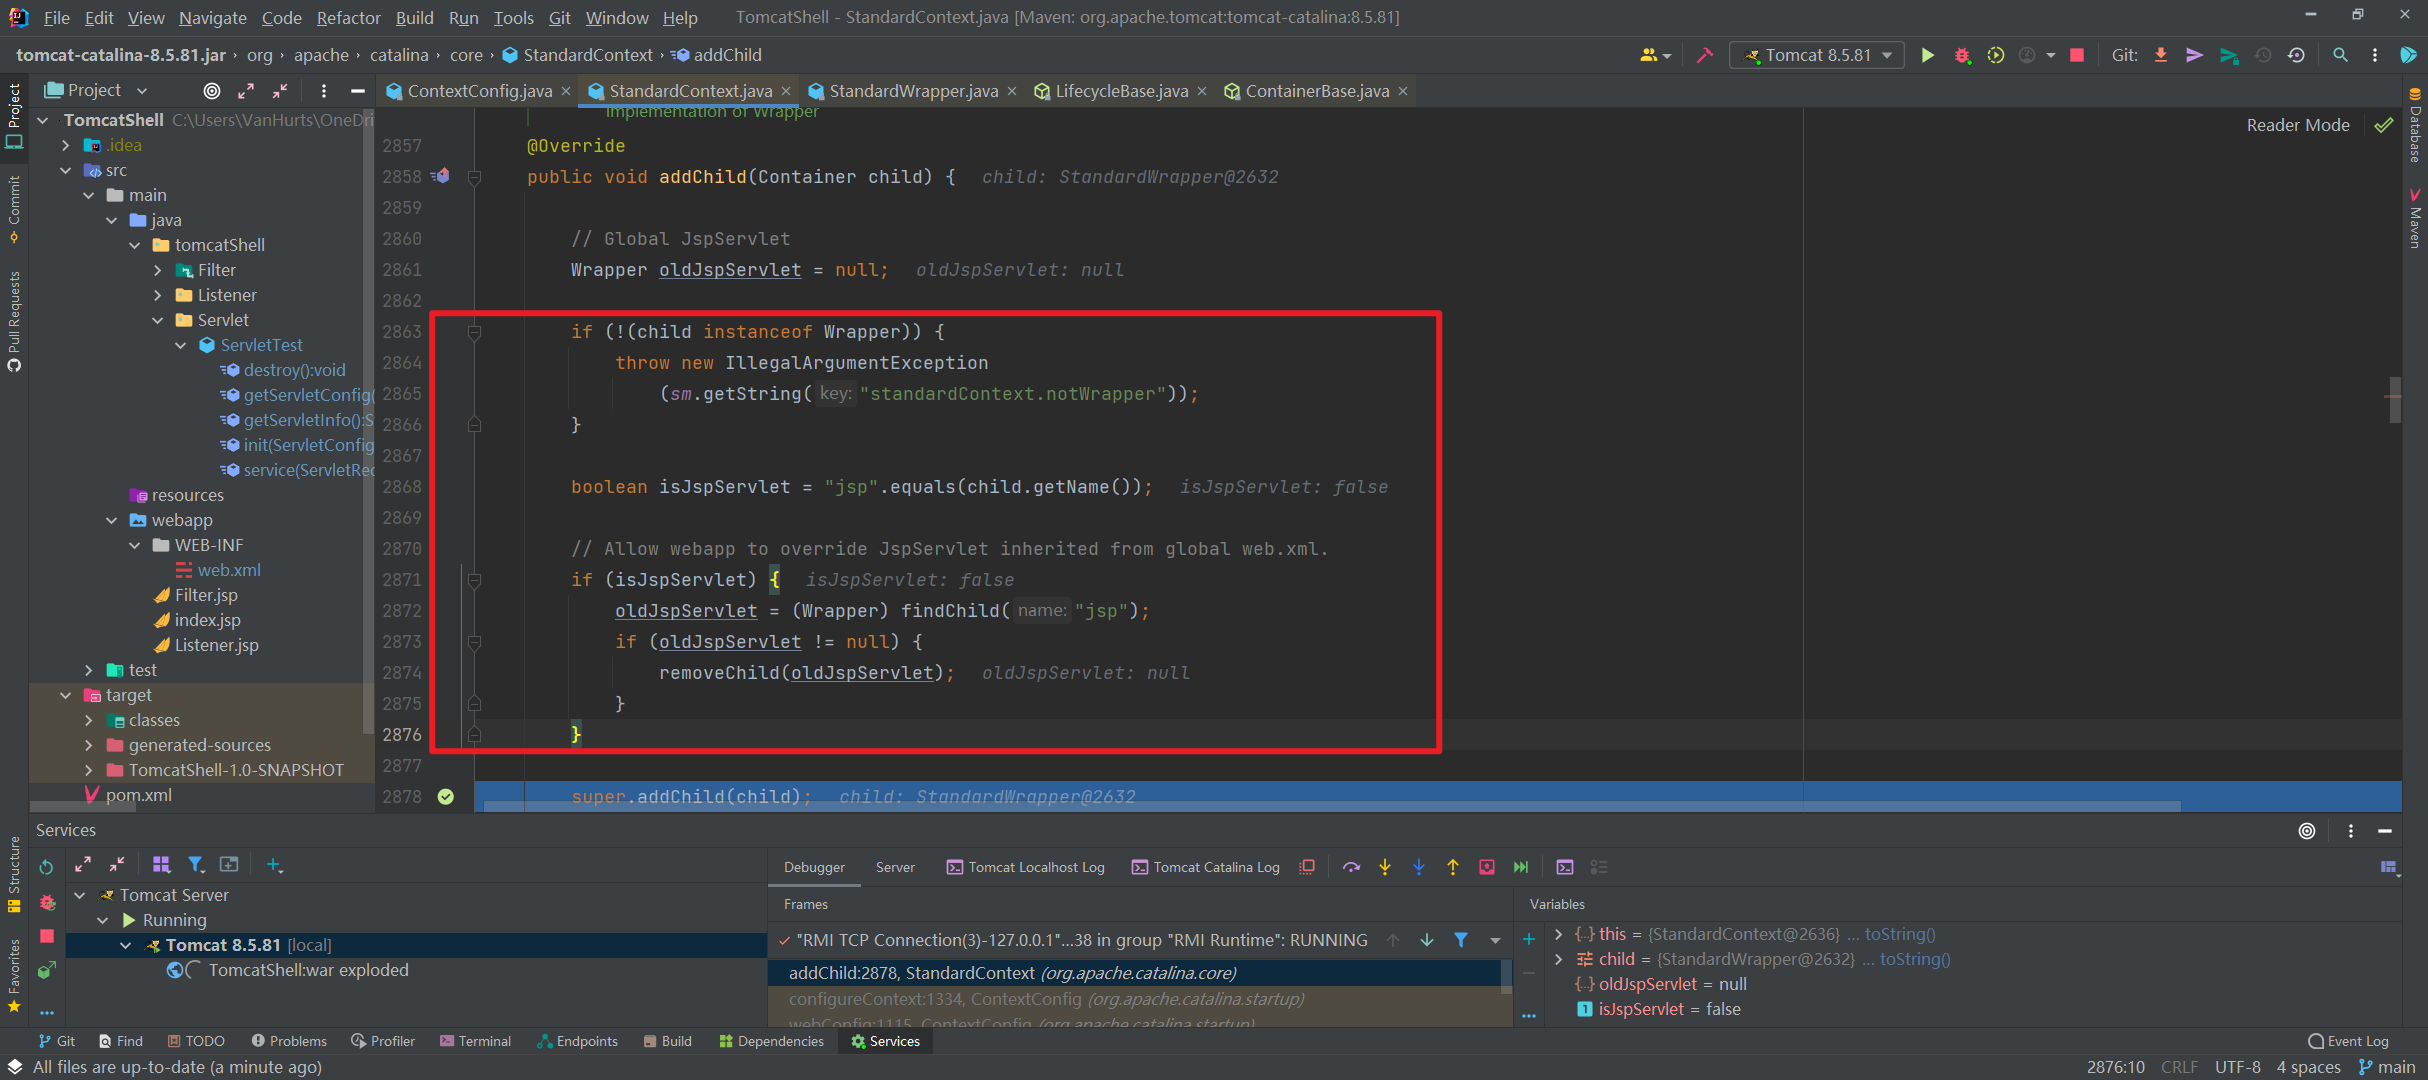 File Edit View Navigate Code Refactor Build Run Tools Git Window Help TomcatShell - StandardContext.java [Maven: org.apache.tomcat:tomcat-catalina:8.5.81]
tomcat-catalina-8.5.81.jar › org › apache › catalina › core › StandardContext › addChild Tomcat 8.5.81 Git:
Project ContextConfig.java StandardContext.java StandardWrapper.java LifecycleBase.java ContainerBase.java
Reader Mode
Project
Commit
Pull Requests
Structure
Favorites
Database
Maven
TomcatShell C:\Users\VanHurts\OneDri
.idea
src
main
java
tomcatShell
Filter
Listener
Servlet
ServletTest
destroy():void
getServletConfig(
getServletInfo():S
init(ServletConfig
service(ServletRec
resources
webapp
WEB-INF
web.xml
Filter.jsp
index.jsp
Listener.jsp
test
target
classes
generated-sources
TomcatShell-1.0-SNAPSHOT
pom.xml
Implementation of Wrapper
2857 @Override
2858 public void addChild(Container child) { child: StandardWrapper@2632
2859
2860 // Global JspServlet
2861 Wrapper oldJspServlet = null; oldJspServlet: null
2862
2863 if (!(child instanceof Wrapper)) {
2864 throw new IllegalArgumentException
2865 (sm.getString( key: "standardContext.notWrapper"));
2866 }
2867
2868 boolean isJspServlet = "jsp".equals(child.getName()); isJspServlet: false
2869
2870 // Allow webapp to override JspServlet inherited from global web.xml.
2871 if (isJspServlet) { isJspServlet: false
2872 oldJspServlet = (Wrapper) findChild( name: "jsp");
2873 if (oldJspServlet != null) {
2874 removeChild(oldJspServlet); oldJspServlet: null
2875 }
2876 }
2877
2878 super.addChild(child); child: StandardWrapper@2632
Services
Tomcat Server
Running
Tomcat 8.5.81 [local]
TomcatShell:war exploded
Debugger Server Tomcat Localhost Log Tomcat Catalina Log
Frames
"RMI TCP Connection(3)-127.0.0.1"...38 in group "RMI Runtime": RUNNING
addChild:2878, StandardContext (org.apache.catalina.core)
configureContext:1334, ContextConfig (org.apache.catalina.startup)
webConfig:1115, ContextConfig (org.apache.catalina.startup)
Variables
this = {StandardContext@2636} ... toString()
child = {StandardWrapper@2632} ... toString()
oldJspServlet = null
isJspServlet = false
Git Find TODO Problems Profiler Terminal Endpoints Build Dependencies Services Event Log
All files are up-to-date (a minute ago) 2876:10 CRLF UTF-8 4 spaces main